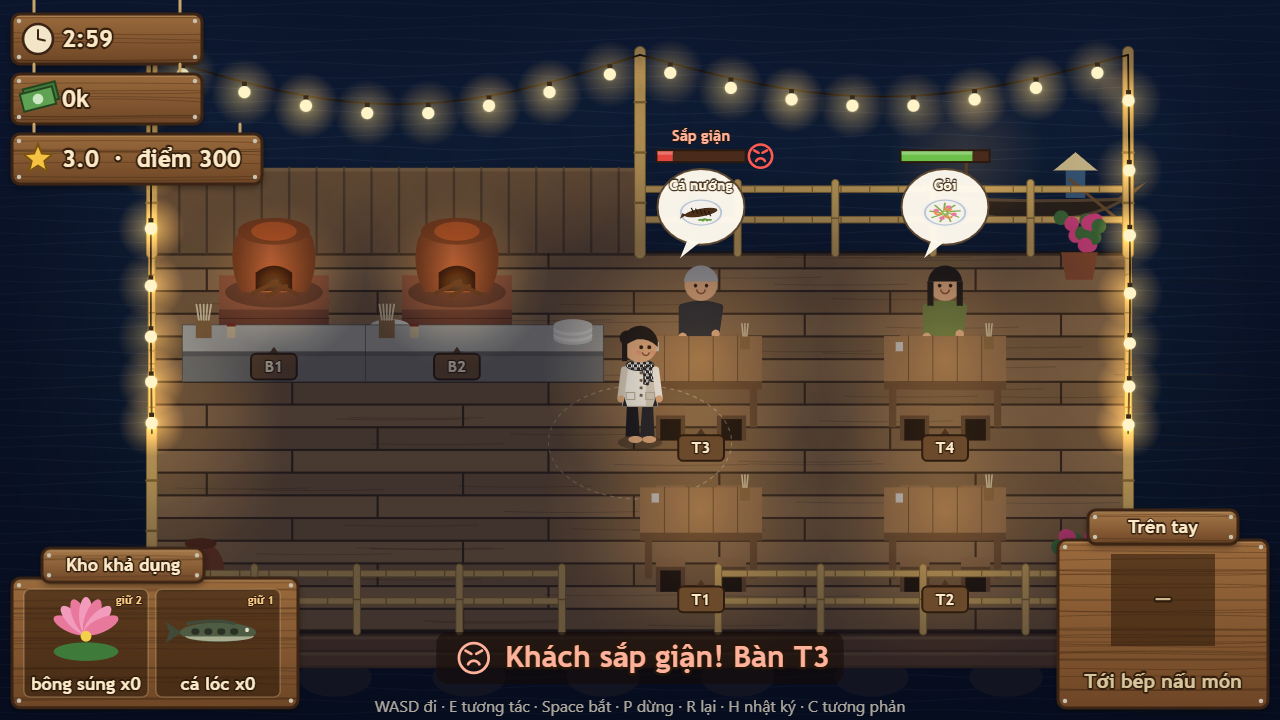 2:59
0k
3.0 · điểm 300
Sắp giận
Cá nướng
Gỏi
B1
B2
T3
T4
T1
T2
Kho khả dụng
giữ 2
bông súng x0
giữ 1
cá lóc x0
Khách sắp giận! Bàn T3
Trên tay
—
Tới bếp nấu món
WASD đi · E tương tác · Space bắt · P dừng · R lại · H nhật ký · C tương phản